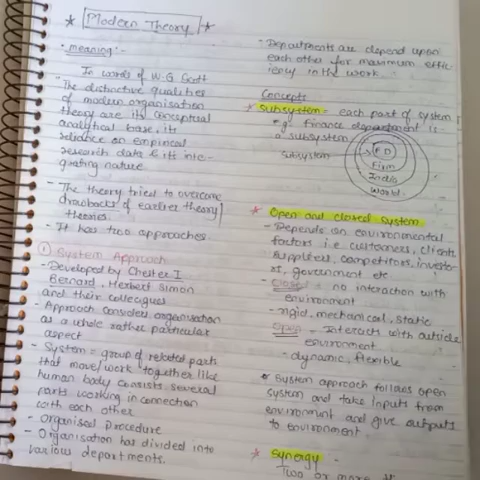 * Modern Theory *
• meaning:-
In words of W.G Scott
"The distinctive qualities
of modern organisation
theory are its conceptual
analytical base, its
reliance on empirical
research data & its inte-
grating nature
- The theory tried to overcome
drawbacks of earlier theory/
theories.
- It has two approaches.
① System Approach
- Developed by Chester I
Bernard, Herbert Simon
and their colleagues
- Approach considers organisation
as a whole rather particular
aspect
- System = group of related part
that move/work together like
human body consists several
parts working in connection
with each other
- Organised Procedure
- Organisation has divided into
various departments.
- Departments are depend upon
each other for maximum effic
iency in the work.
Concepts
* Subsystem = each part of system
eg. finance department is
a subsystem
Subsystem
FD
Firm
India
World
* Open and closed system
- Depends on environmental
factors i.e customers, clients
suppliers, competitors, investor
rs, government etc.
- Closed - no interaction with
environment
- rigid, mechanical, static
Open - Interacts with outside
environment
- dynamic, flexible
* System approach follows open
system and take inputs from
environment and give outputs
to environment
* Synergy -
Two or more